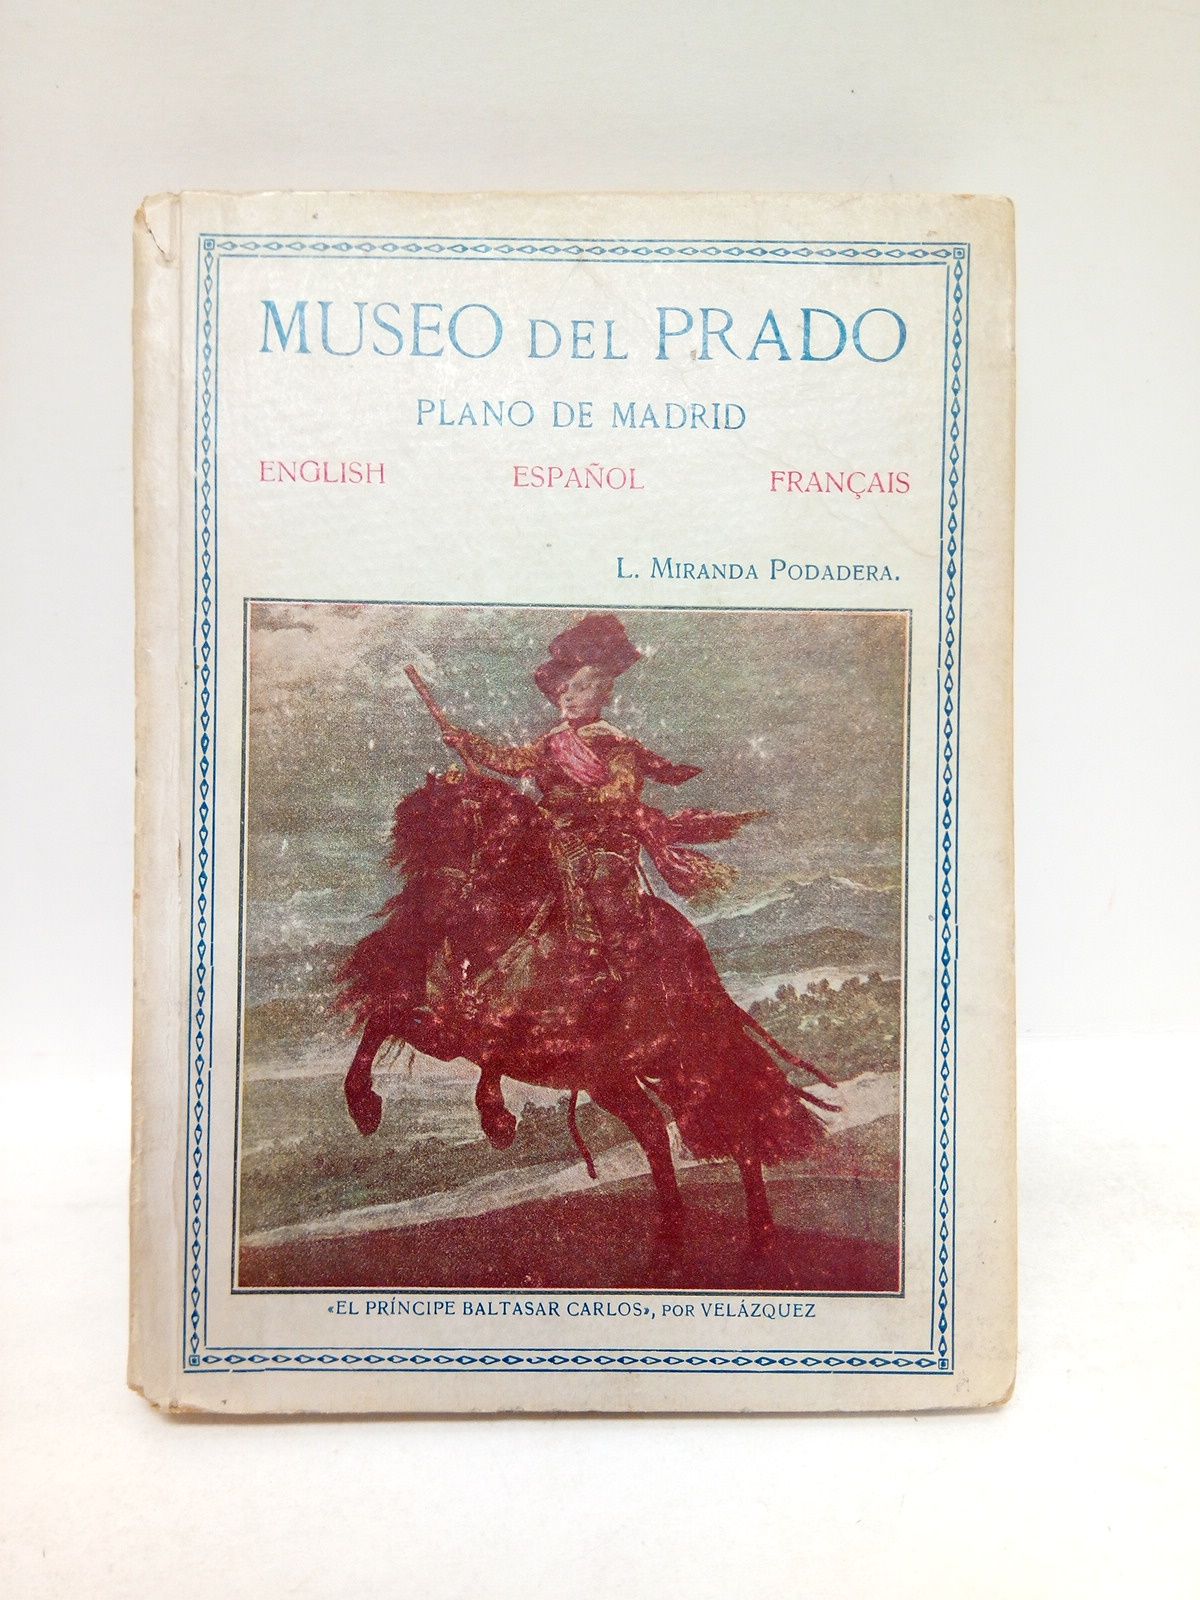 MUSEO DEL PRADO
PLANO DE MADRID
ENGLISH ESPAÑOL FRANÇAIS
L. MIRANDA PODADERA.
«EL PRÍNCIPE BALTASAR CARLOS», POR VELÁZQUEZ